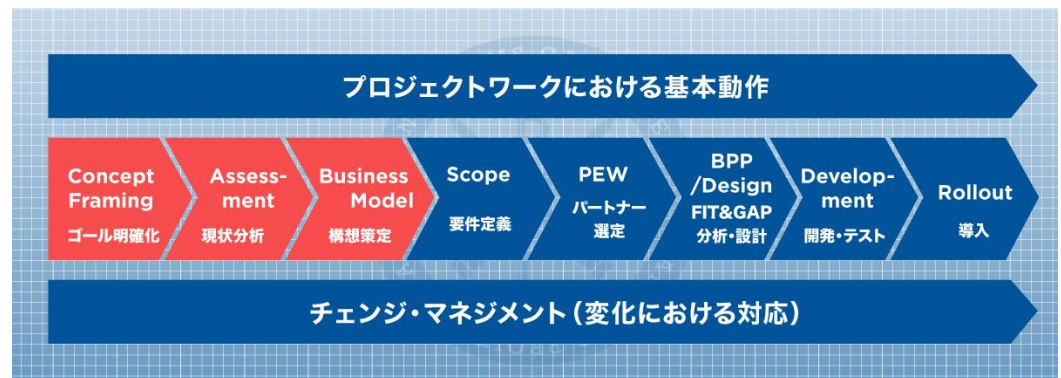 プロジェクトワークにおける基本動作
Concept
Framing
ゴール明確化
Assess-
ment
現状分析
Business
Model
構想策定
Scope
要件定義
PEW
パートナー
選定
BPP
/Design
FIT&GAP
分析・設計
Develop-
ment
開発・テスト
Rollout
導入
チェンジ・マネジメント(変化における対応)